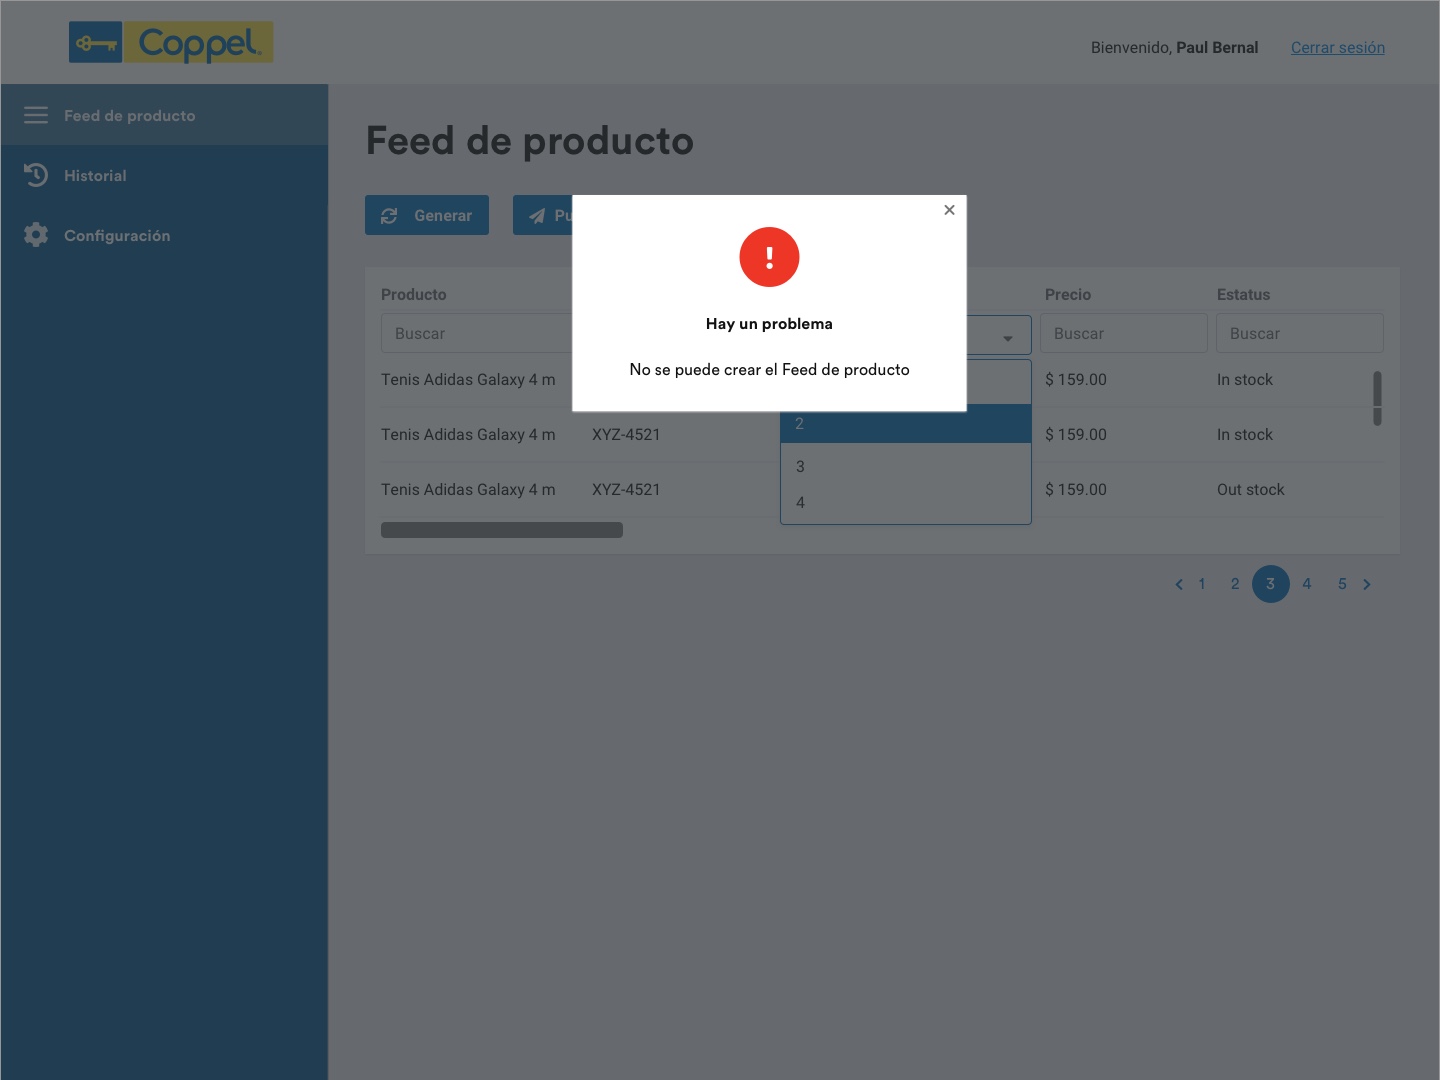 Coppel.
Bienvenido, Paul Bernal Cerrar sesión
Feed de producto
Historial
Configuración
Feed de producto
Generar
Hay un problema
No se puede crear el Feed de producto
Producto Precio Estatus
Buscar Buscar Buscar
Tenis Adidas Galaxy 4 m $ 159.00 In stock
2
Tenis Adidas Galaxy 4 m XYZ-4521 $ 159.00 In stock
3
Tenis Adidas Galaxy 4 m XYZ-4521 $ 159.00 Out stock
4
1 2 3 4 5